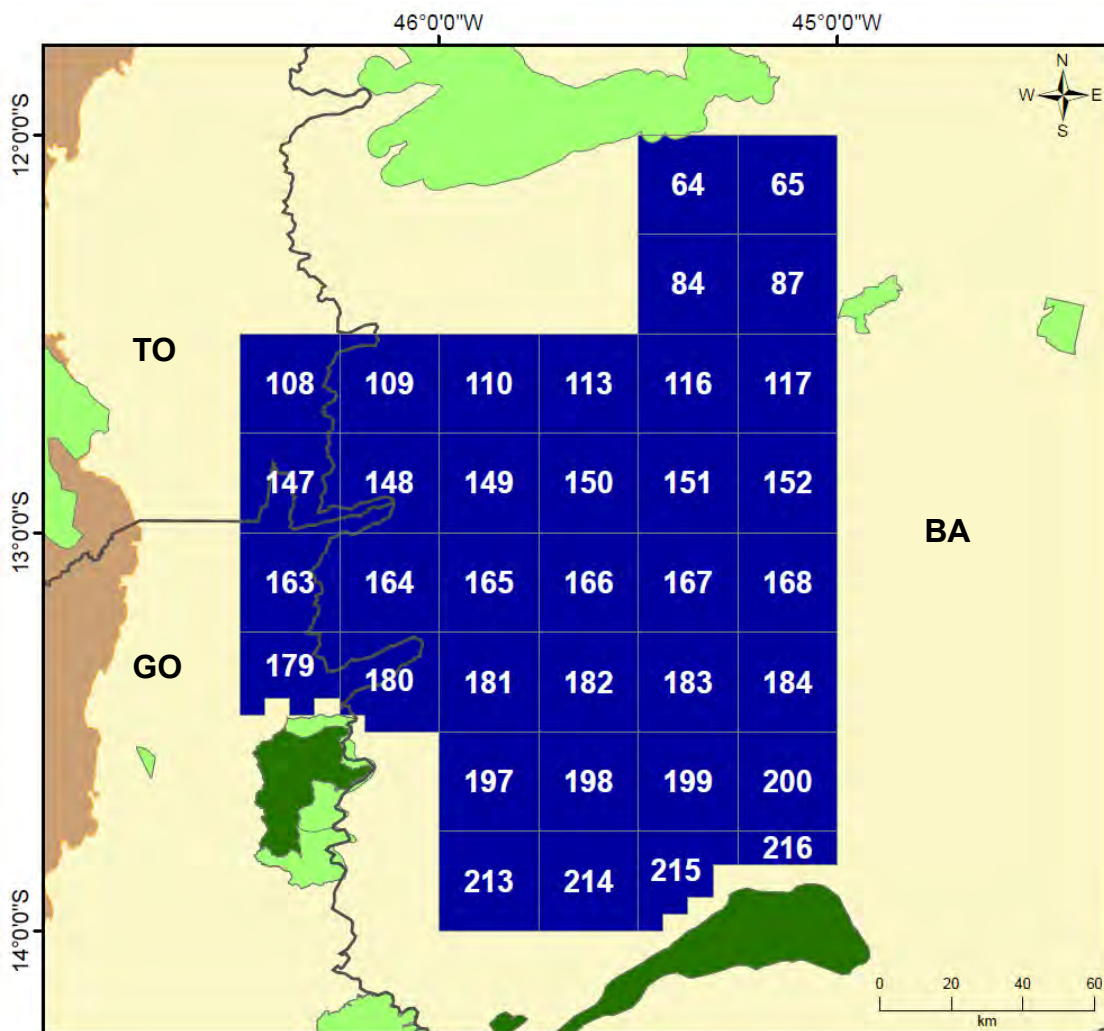 46°0'0"W 45°0'0"W
N
W E
S
12°0'0"S
64 65
84 87
TO
108 109 110 113 116 117
147 148 149 150 151 152
13°0'0"S
BA
163 164 165 166 167 168
GO
179 180 181 182 183 184
197 198 199 200
213 214 215 216
14°0'0"S
0 20 40 60
km